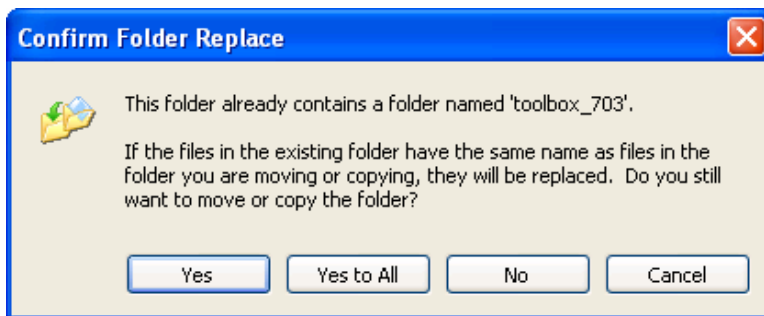 Confirm Folder Replace
This folder already contains a folder named 'toolbox_703'.
If the files in the existing folder have the same name as files in the
folder you are moving or copying, they will be replaced. Do you still
want to move or copy the folder?
Yes Yes to All No Cancel